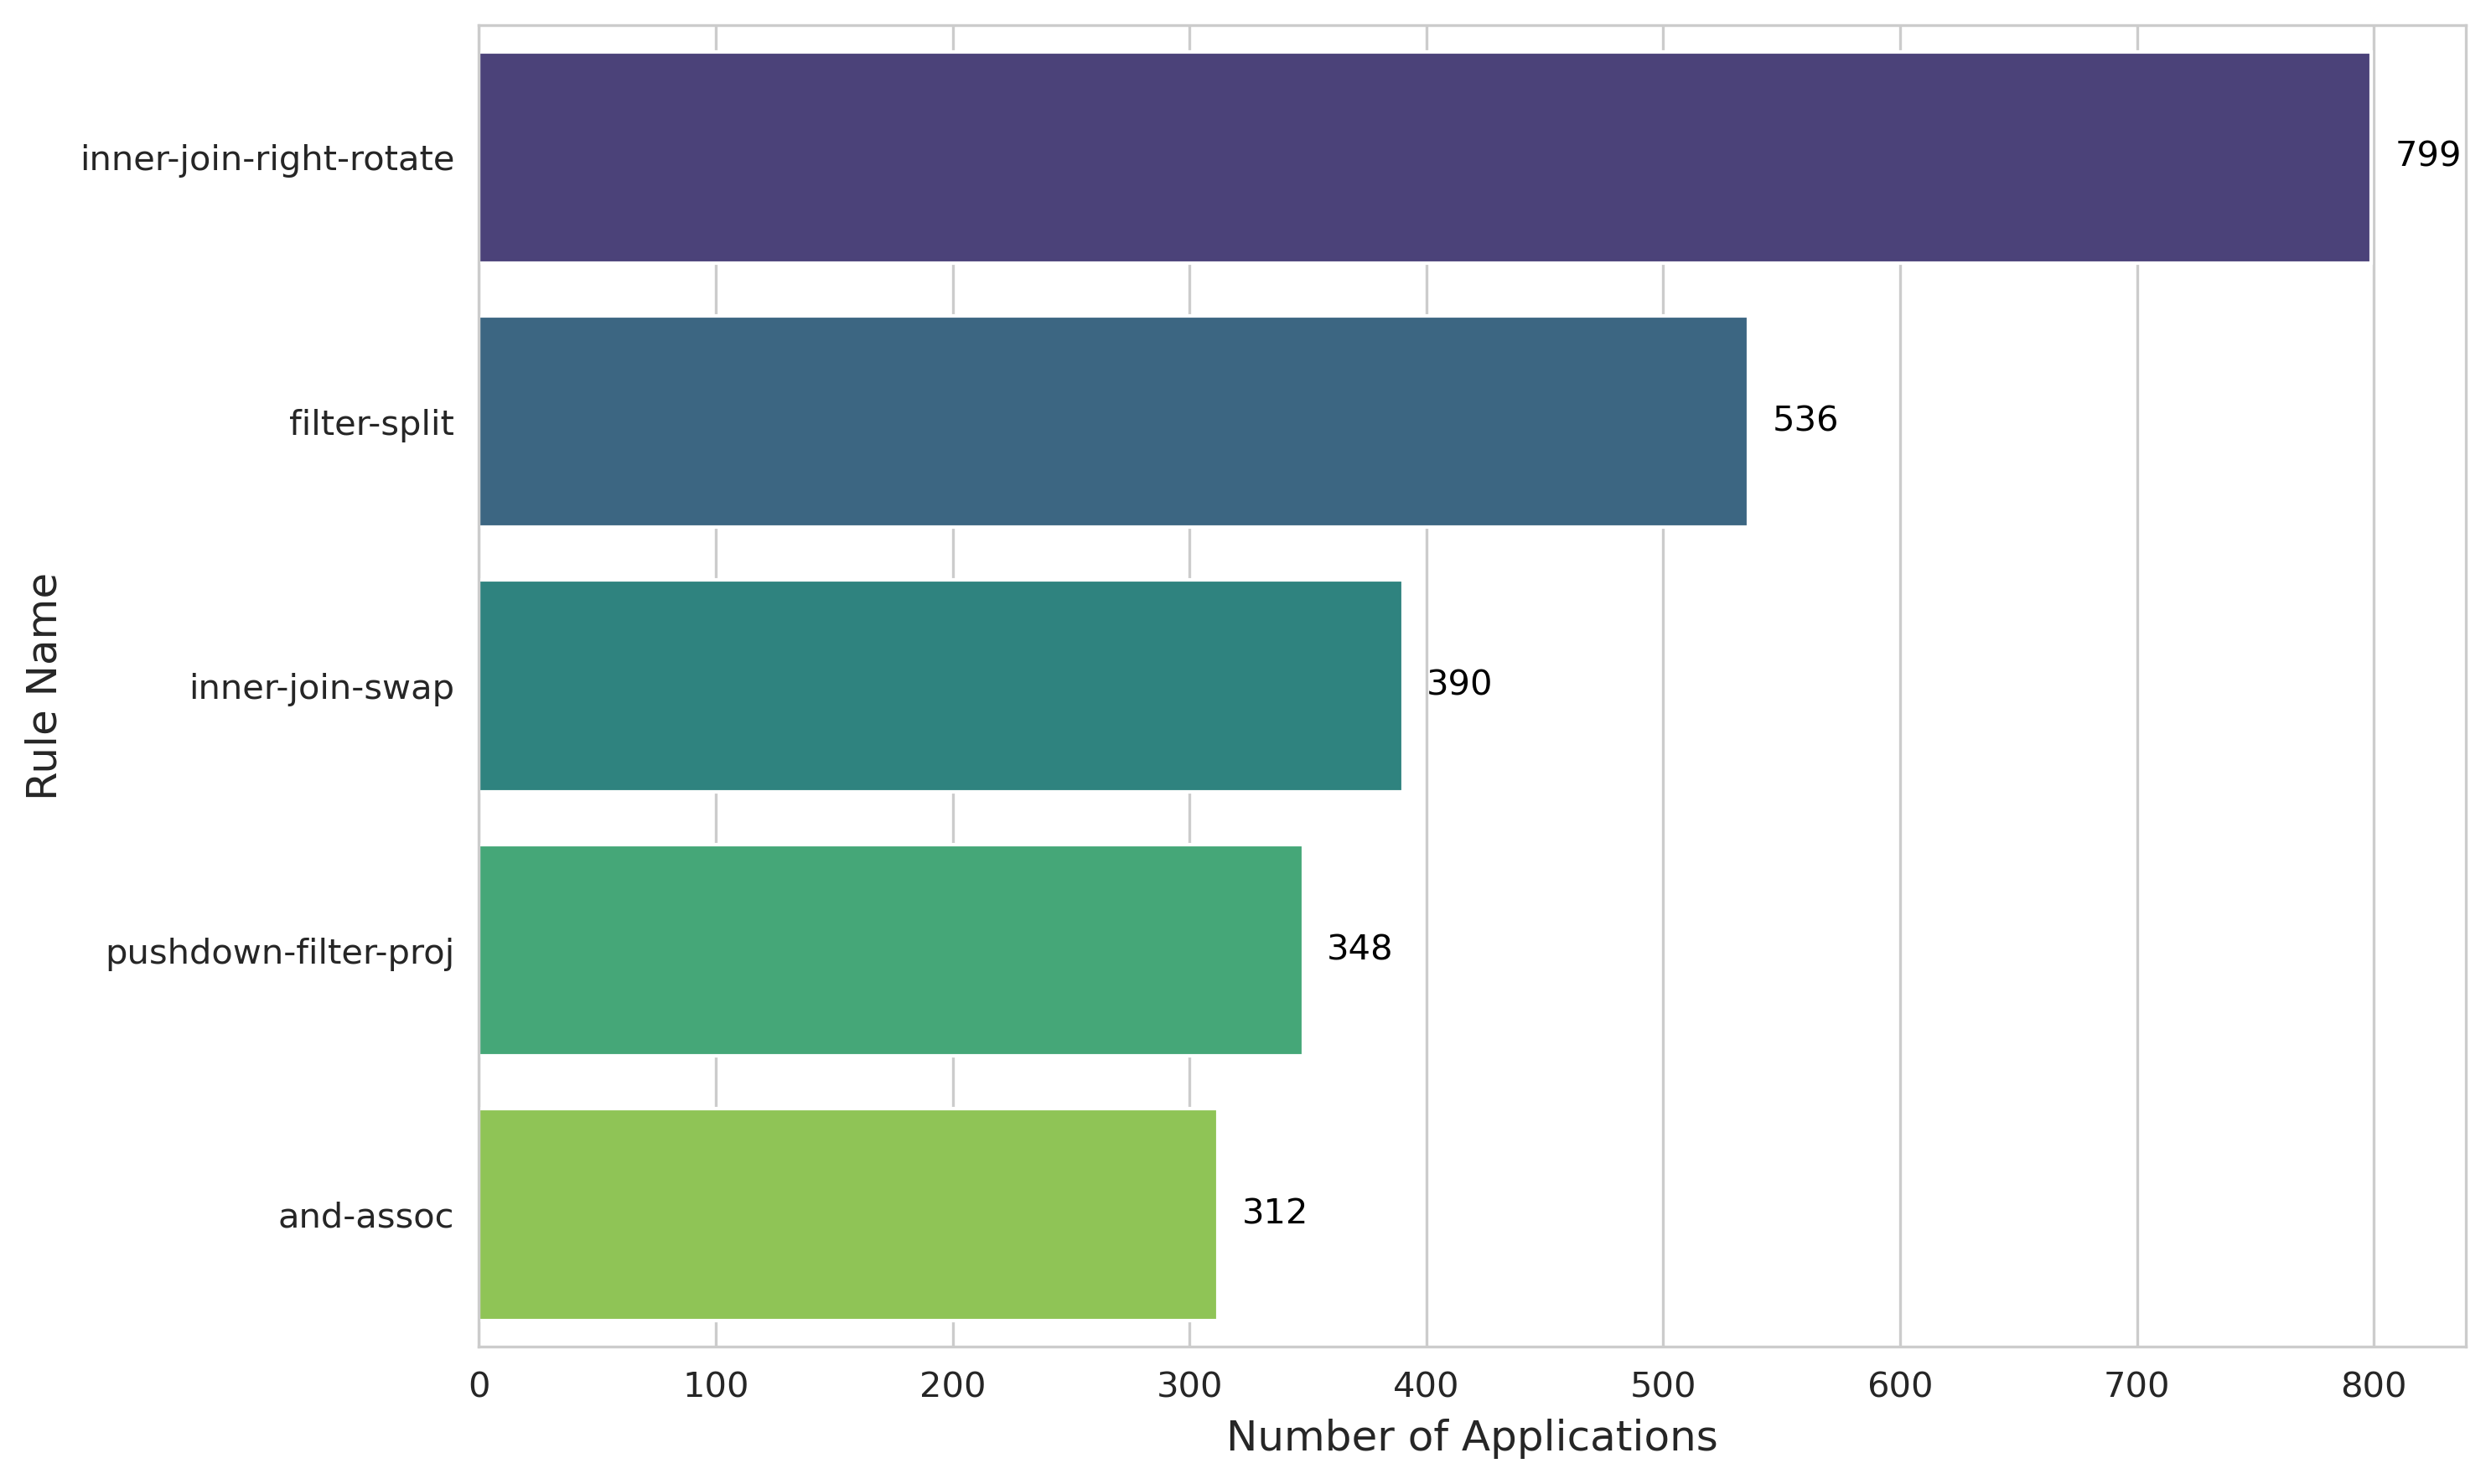 Rule Name
inner-join-right-rotate
799
filter-split
536
inner-join-swap
390
pushdown-filter-proj
348
and-assoc
312
0 100 200 300 400 500 600 700 800
Number of Applications